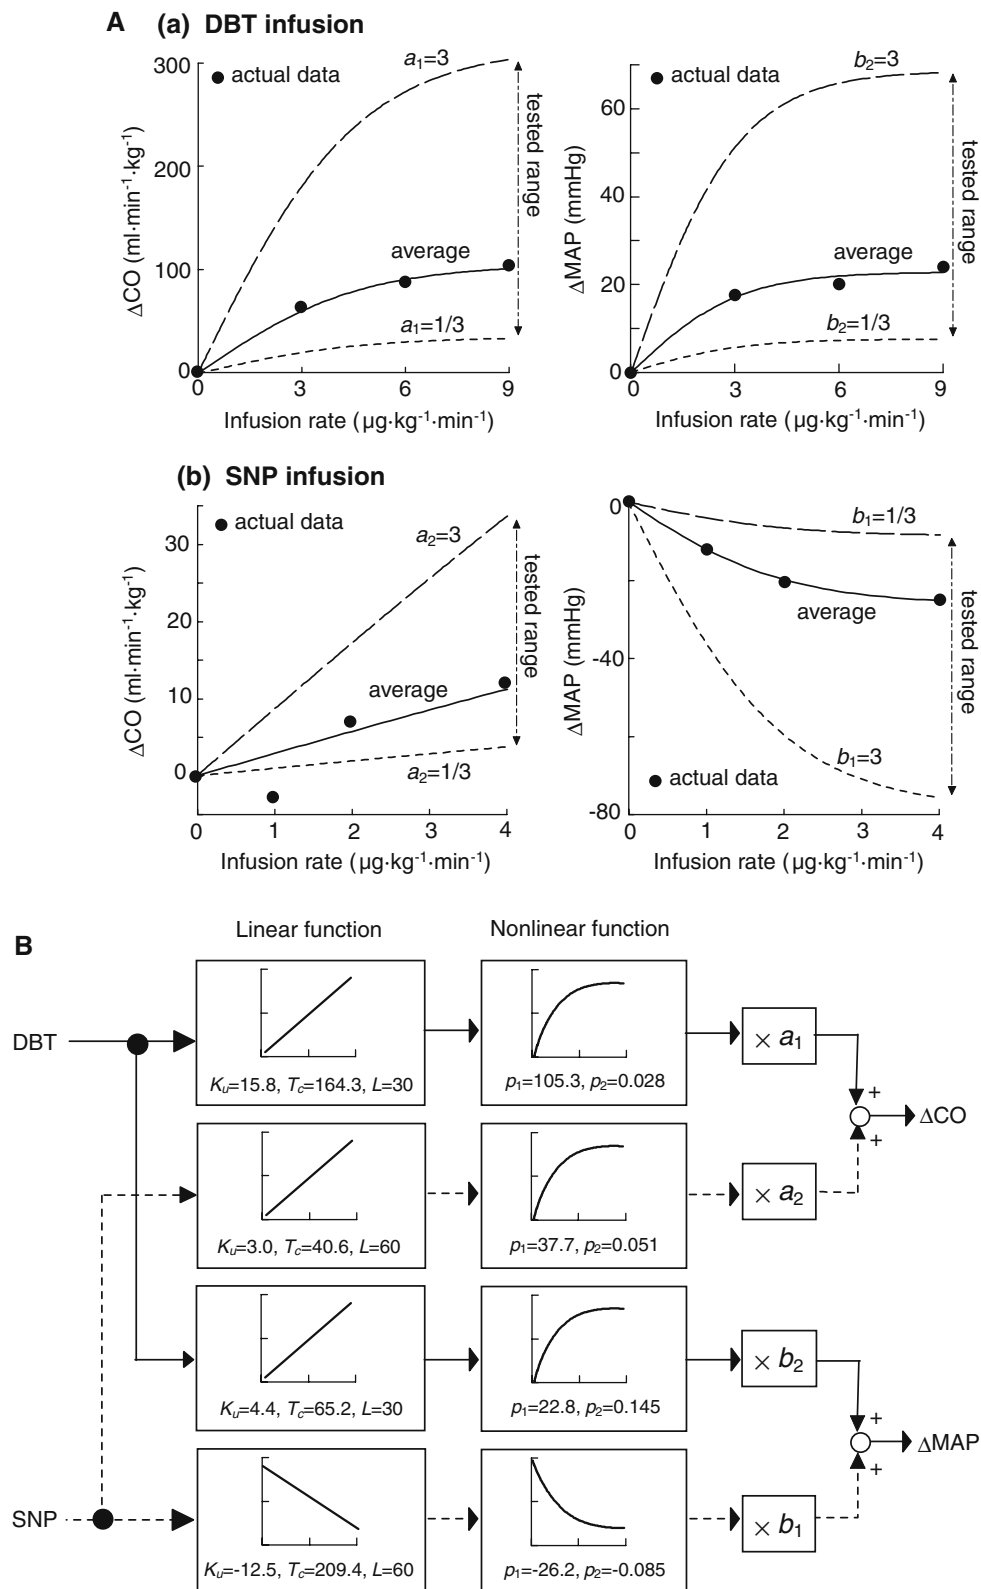 A (a) DBT infusion
a₁=3
300
● actual data
200
ΔCO (ml·min⁻¹·kg⁻¹)
average
100
a₁=1/3
0
0 3 6 9
Infusion rate (μg·kg⁻¹·min⁻¹)
tested range
b₂=3
● actual data
60
40
ΔMAP (mmHg)
average
20
b₂=1/3
0
0 3 6 9
Infusion rate (μg·kg⁻¹·min⁻¹)
tested range
(b) SNP infusion
● actual data
a₂=3
30
20
ΔCO (ml·min⁻¹·kg⁻¹)
average
10
a₂=1/3
0
0 1 2 3 4
Infusion rate (μg·kg⁻¹·min⁻¹)
tested range
0
b₁=1/3
average
ΔMAP (mmHg)
-40
b₁=3
● actual data
-80
0 1 2 3 4
Infusion rate (μg·kg⁻¹·min⁻¹)
tested range
B
Linear function Nonlinear function
DBT
Kᵤ=15.8, T_c=164.3, L=30
p₁=105.3, p₂=0.028
× a₁
+
ΔCO
+
Kᵤ=3.0, T_c=40.6, L=60
p₁=37.7, p₂=0.051
× a₂
Kᵤ=4.4, T_c=65.2, L=30
p₁=22.8, p₂=0.145
× b₂
+
ΔMAP
+
SNP
Kᵤ=-12.5, T_c=209.4, L=60
p₁=-26.2, p₂=-0.085
× b₁